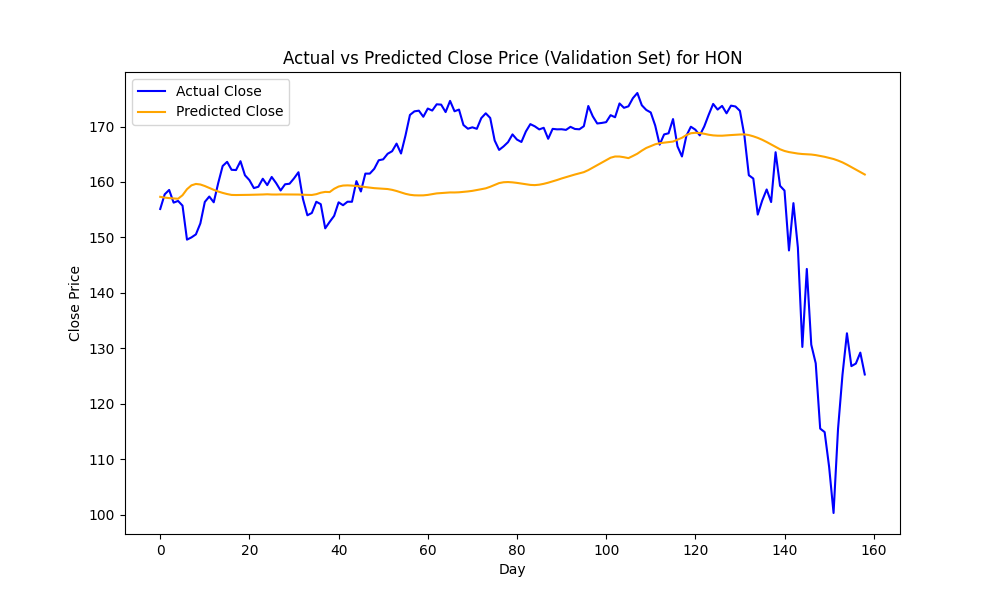 Actual vs Predicted Close Price (Validation Set) for HON
Actual Close
Predicted Close
Close Price
170
160
150
140
130
120
110
100
0 20 40 60 80 100 120 140 160
Day